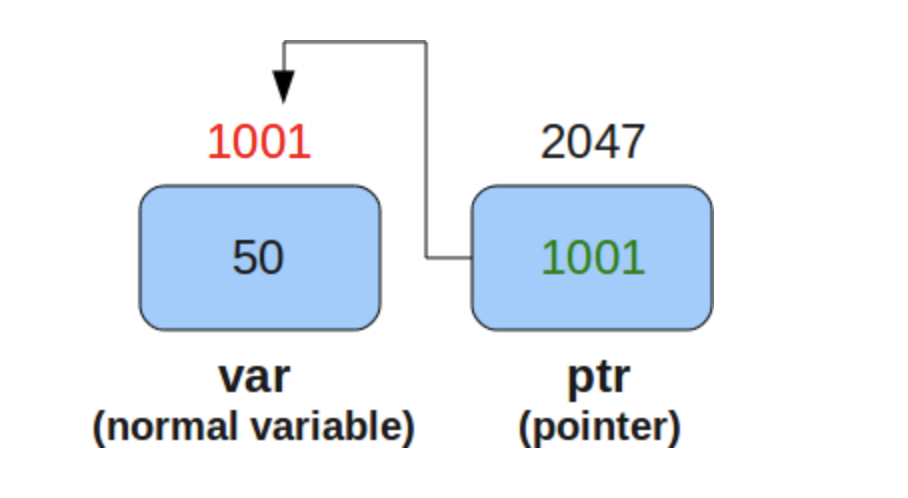 1001 2047
50 1001
var ptr
(normal variable) (pointer)